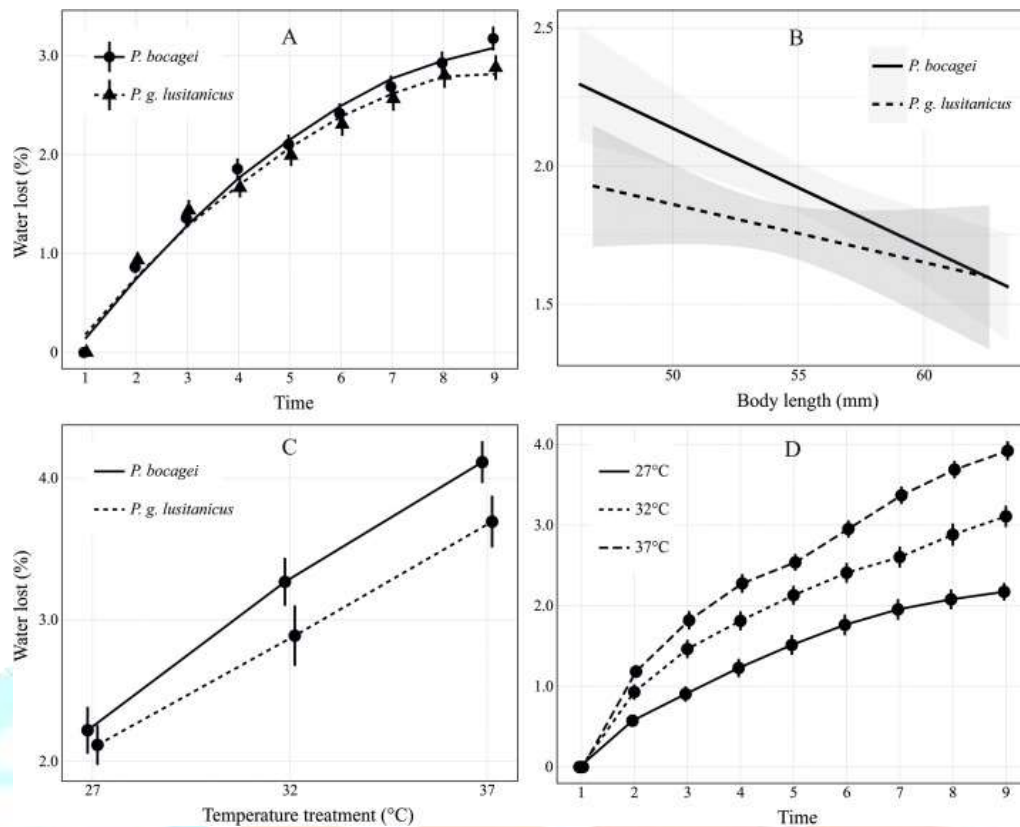 A
P. bocagei
P. g. lusitanicus
Water lost (%)
3.0
2.0
1.0
0
1 2 3 4 5 6 7 8 9
Time
B
P. bocagei
P. g. lusitanicus
2.5
2.0
1.5
50 55 60
Body length (mm)
C
P. bocagei
P. g. lusitanicus
Water lost (%)
4.0
3.0
2.0
27 32 37
Temperature treatment (°C)
D
27°C
32°C
37°C
4.0
3.0
2.0
1.0
0
1 2 3 4 5 6 7 8 9
Time